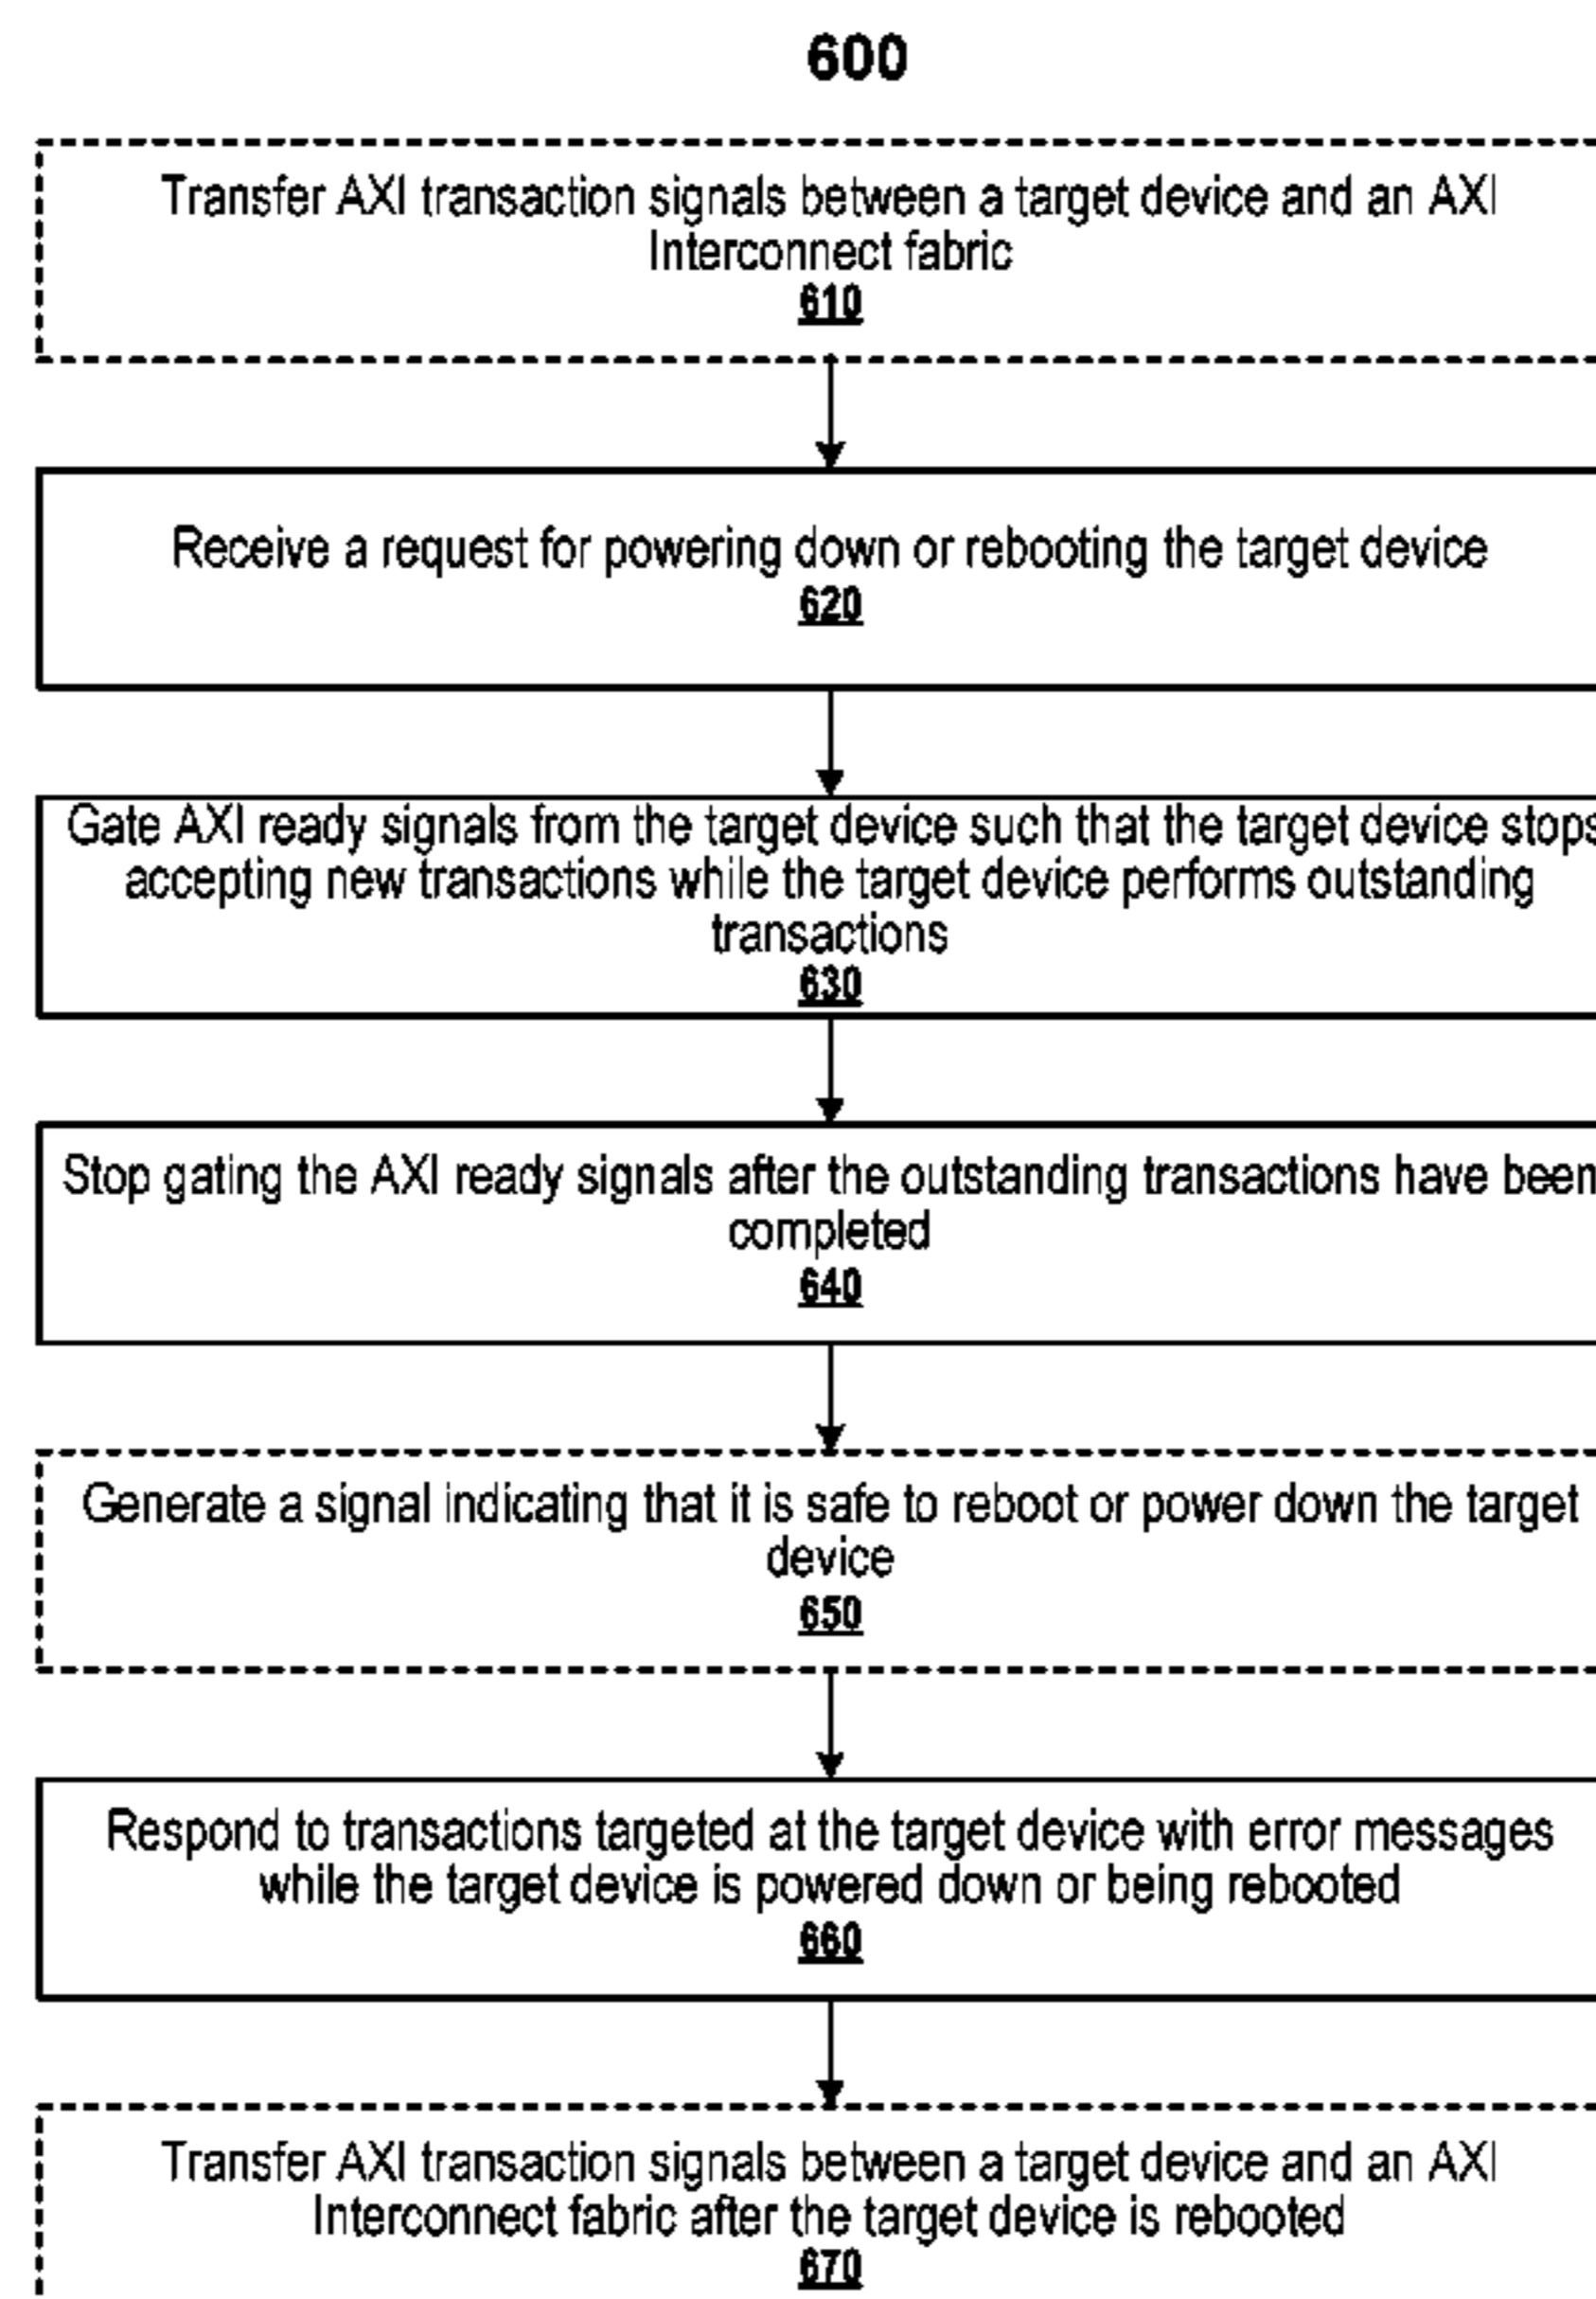 600
Transfer AXI transaction signals between a target device and an AXI
Interconnect fabric
610
Receive a request for powering down or rebooting the target device
620
Gate AXI ready signals from the target device such that the target device stops
accepting new transactions while the target device performs outstanding
transactions
630
Stop gating the AXI ready signals after the outstanding transactions have been
completed
640
Generate a signal indicating that it is safe to reboot or power down the target
device
650
Respond to transactions targeted at the target device with error messages
while the target device is powered down or being rebooted
660
Transfer AXI transaction signals between a target device and an AXI
Interconnect fabric after the target device is rebooted
670